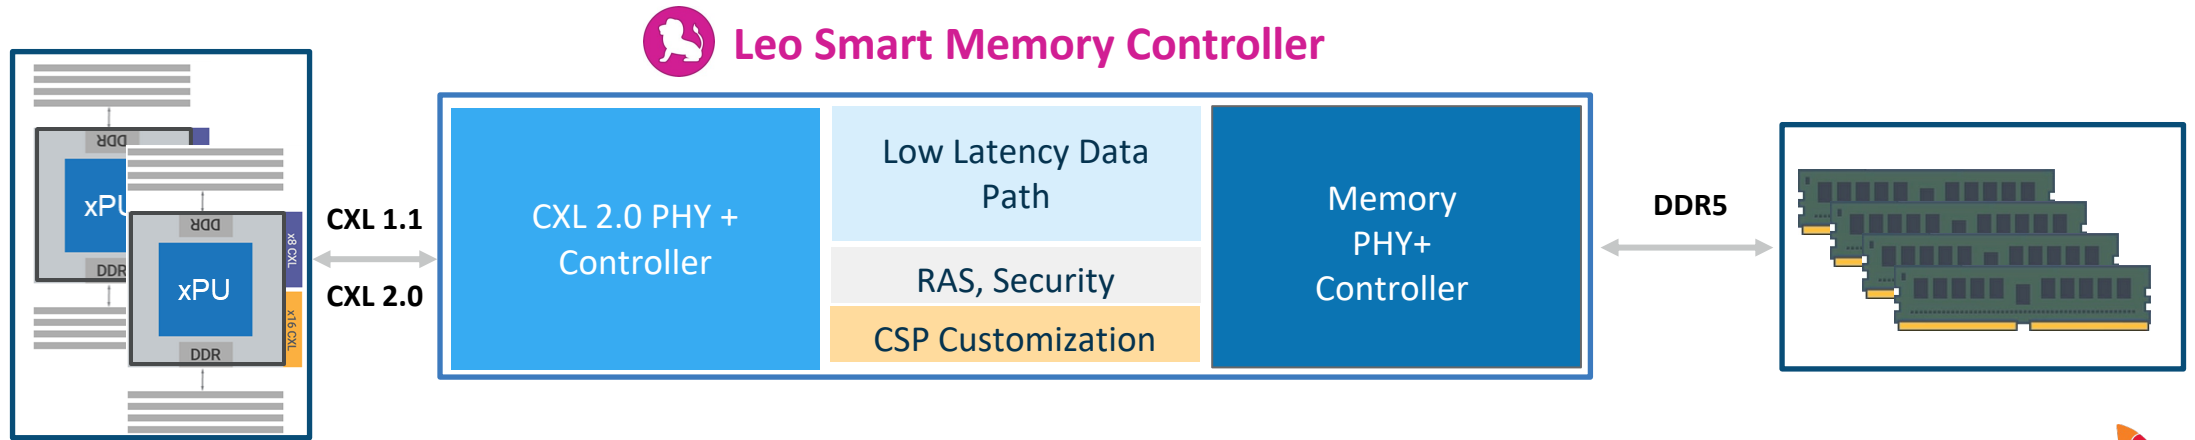 Leo Smart Memory Controller
DDR
xPU
DDR
DDR
xPU
DDR
x8 CXL
x16 CXL
CXL 1.1
CXL 2.0
CXL 2.0 PHY +
Controller
Low Latency Data
Path
RAS, Security
CSP Customization
Memory
PHY+
Controller
DDR5